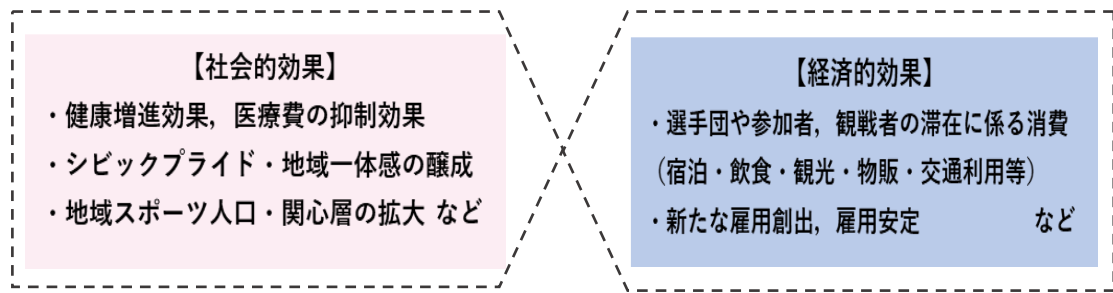 【社会的効果】
・健康増進効果，医療費の抑制効果
・シビックプライド・地域一体感の醸成
・地域スポーツ人口・関心層の拡大 など
【経済的効果】
・選手団や参加者，観戦者の滞在に係る消費
（宿泊・飲食・観光・物販・交通利用等）
・新たな雇用創出，雇用安定 など